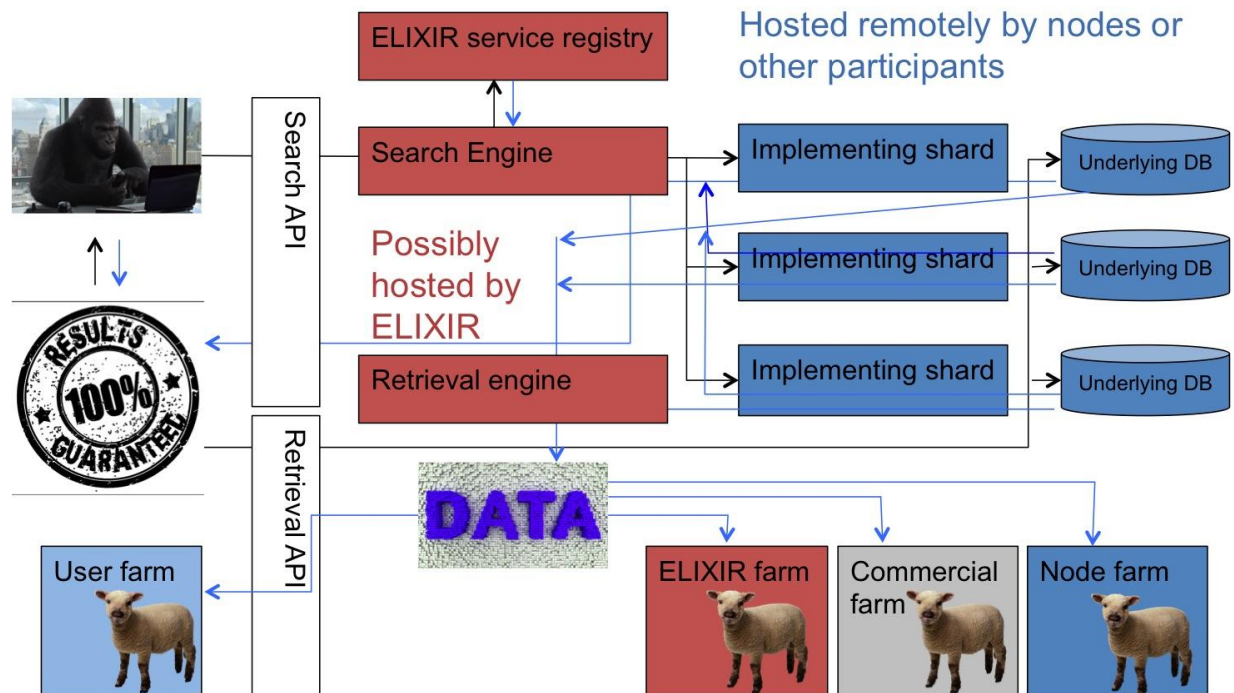 ELIXIR service registry
Hosted remotely by nodes or
other participants
Search API
Search Engine
Implementing shard
Underlying DB
Possibly
hosted by
ELIXIR
Implementing shard
Underlying DB
RESULTS
100%
GUARANTEED
Retrieval engine
Implementing shard
Underlying DB
Retrieval API
DATA
User farm
ELIXIR farm
Commercial
farm
Node farm